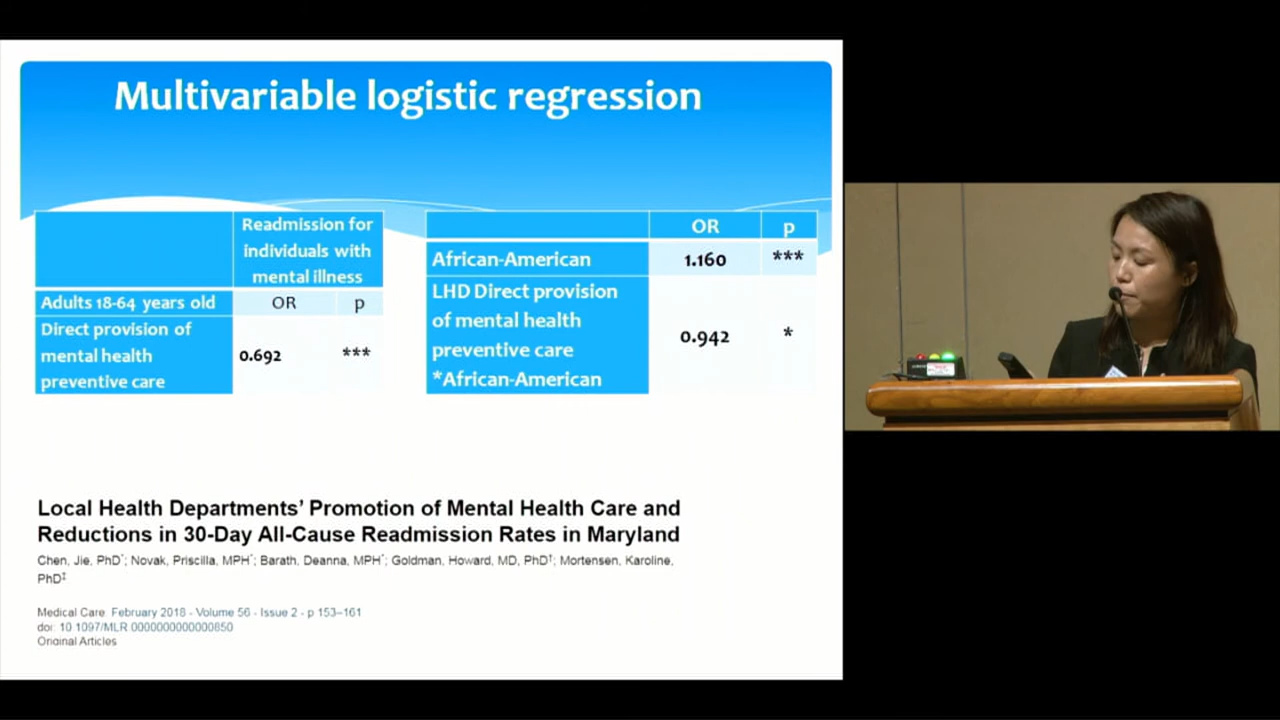 Multivariable logistic regression
Readmission for
individuals with
mental illness
Adults 18-64 years old OR p
Direct provision of
mental health
preventive care
0.692 ***
OR p
African-American 1.160 ***
LHD Direct provision
of mental health
preventive care
*African-American
0.942 *
Local Health Departments' Promotion of Mental Health Care and
Reductions in 30-Day All-Cause Readmission Rates in Maryland
Chen, Jie, PhD*; Novak, Priscilla, MPH*; Barath, Deanna, MPH*; Goldman, Howard, MD, PhD†; Mortensen, Karoline,
PhD‡
Medical Care. February 2018 - Volume 56 - Issue 2 - p 153–161
doi: 10.1097/MLR.0000000000000850
Original Articles